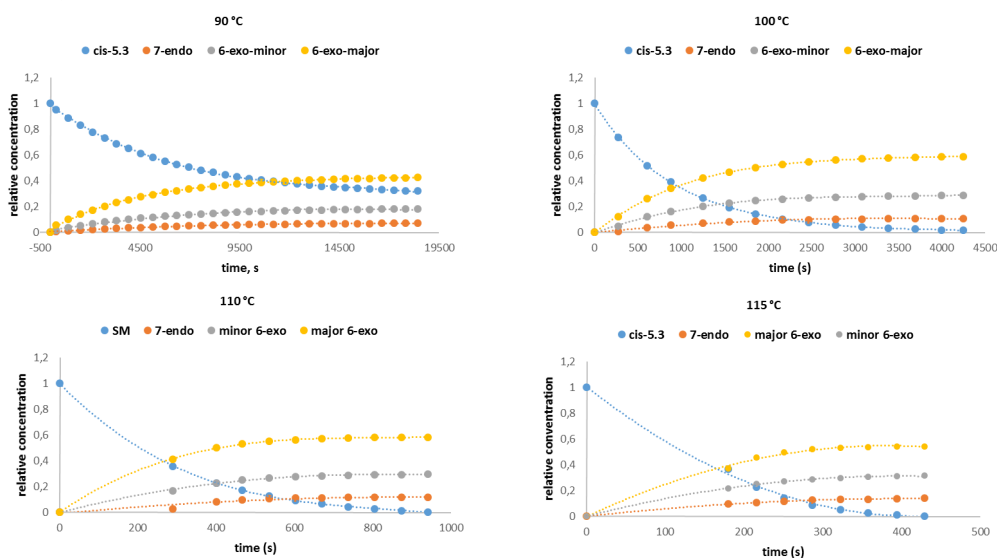 90 °C
cis-5.3 7-endo 6-exo-minor 6-exo-major
relative concentration
1,2
1
0,8
0,6
0,4
0,2
0
-500 4500 9500 14500 19500
time, s
100 °C
cis-5.3 7-endo 6-exo-minor 6-exo-major
relative concentration
1,2
1
0,8
0,6
0,4
0,2
0
0 500 1000 1500 2000 2500 3000 3500 4000 4500
time (s)
110 °C
SM 7-endo minor 6-exo major 6-exo
relative concentration
1,2
1
0,8
0,6
0,4
0,2
0
0 200 400 600 800 1000
time (s)
115 °C
cis-5.3 7-endo major 6-exo minor 6-exo
relative conventration
1,2
1
0,8
0,6
0,4
0,2
0
0 100 200 300 400 500
time (s)